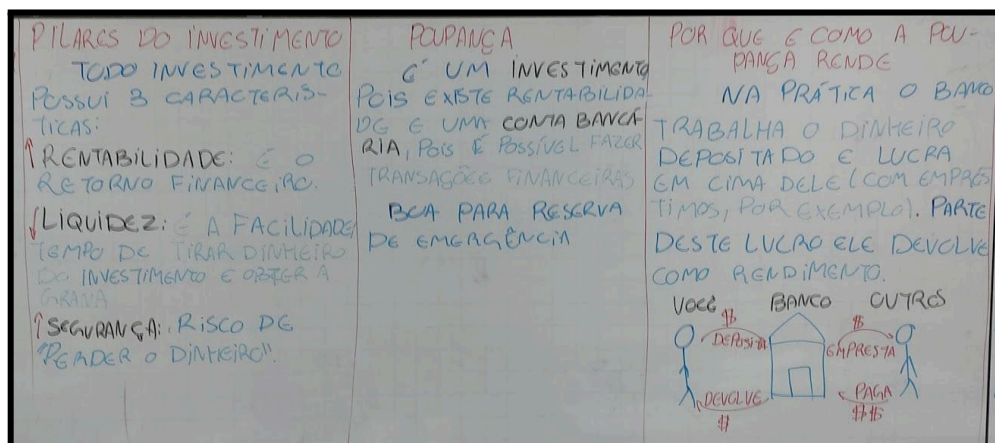 PILARES DO INVESTIMENTO
TODO INVESTIMENTO
POSSUI 3 CARACTERÍS-
TICAS:
↑ RENTABILIDADE: É O
RETORNO FINANCEIRO.
↓ LIQUIDEZ: É A FACILIDADE/
TEMPO DE TIRAR DINHEIRO
DO INVESTIMENTO E OBTER A
GRANA
↑ SEGURANÇA: RISCO DE
"PERDER O DINHEIRO".
POUPANÇA
É UM INVESTIMENTO
POIS EXISTE RENTABILIDA-
DE E UMA CONTA BANCÁ-
RIA, POIS É POSSÍVEL FAZER
TRANSAÇÕES FINANCEIRAS
BOA PARA RESERVA
DE EMERGÊNCIA
POR QUE E COMO A POU-
PANÇA RENDE
NA PRÁTICA O BANCO
TRABALHA O DINHEIRO
DEPOSITADO E LUCRA
EM CIMA DELE (COM EMPRÉS
TIMOS, POR EXEMPLO). PARTE
DESTE LUCRO ELE DEVOLVE
COMO RENDIMENTO.
VOCÊ BANCO OUTROS
$ $
DEPOSITA EMPRESTA
DEVOLVE PAGA
$ $$